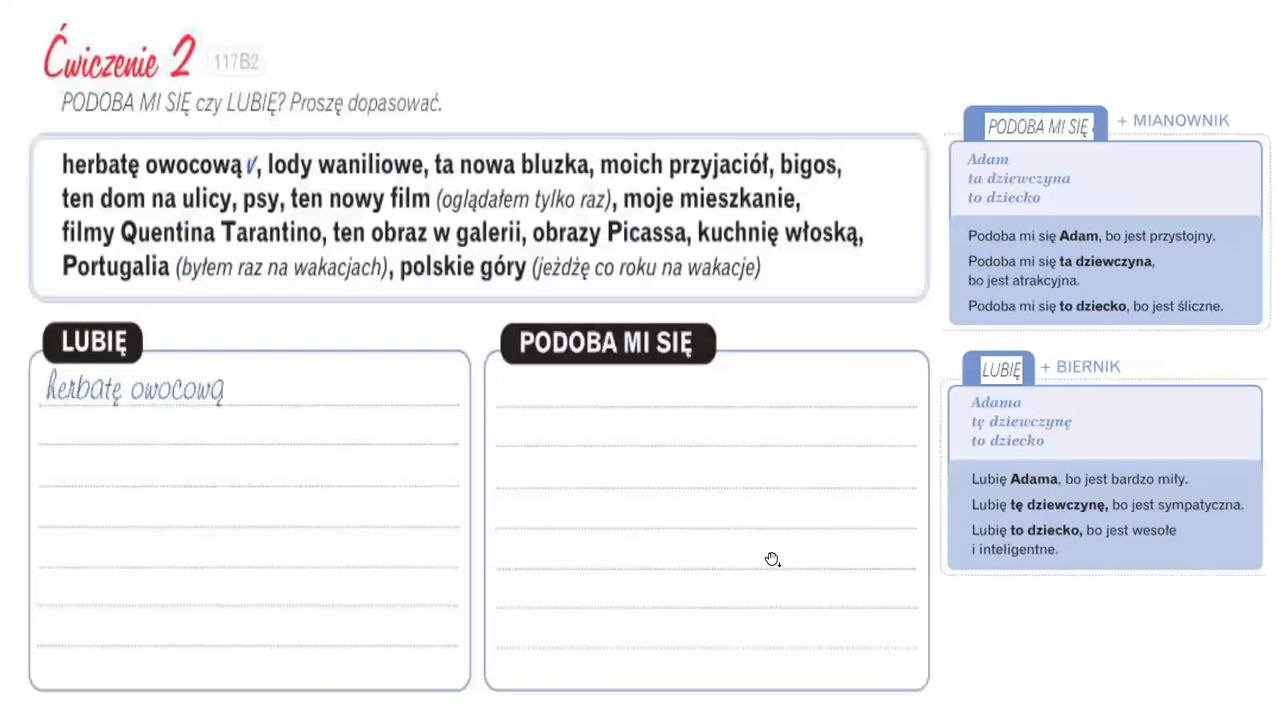 Ćwiczenie 2 117B2
PODOBA MI SIĘ czy LUBIĘ? Proszę dopasować.
herbatę owocową v, lody waniliowe, ta nowa bluzka, moich przyjaciół, bigos,
ten dom na ulicy, psy, ten nowy film (oglądałem tylko raz), moje mieszkanie,
filmy Quentina Tarantino, ten obraz w galerii, obrazy Picassa, kuchnię włoską,
Portugalia (byłem raz na wakacjach), polskie góry (jeżdżę co roku na wakacje)
LUBIĘ
herbatę owocową
PODOBA MI SIĘ
PODOBA MI SIĘ + MIANOWNIK
Adam
ta dziewczyna
to dziecko
Podoba mi się Adam, bo jest przystojny.
Podoba mi się ta dziewczyna,
bo jest atrakcyjna.
Podoba mi się to dziecko, bo jest śliczne.
LUBIĘ + BIERNIK
Adama
tę dziewczynę
to dziecko
Lubię Adama, bo jest bardzo miły.
Lubię tę dziewczynę, bo jest sympatyczna.
Lubię to dziecko, bo jest wesołe
i inteligentne.